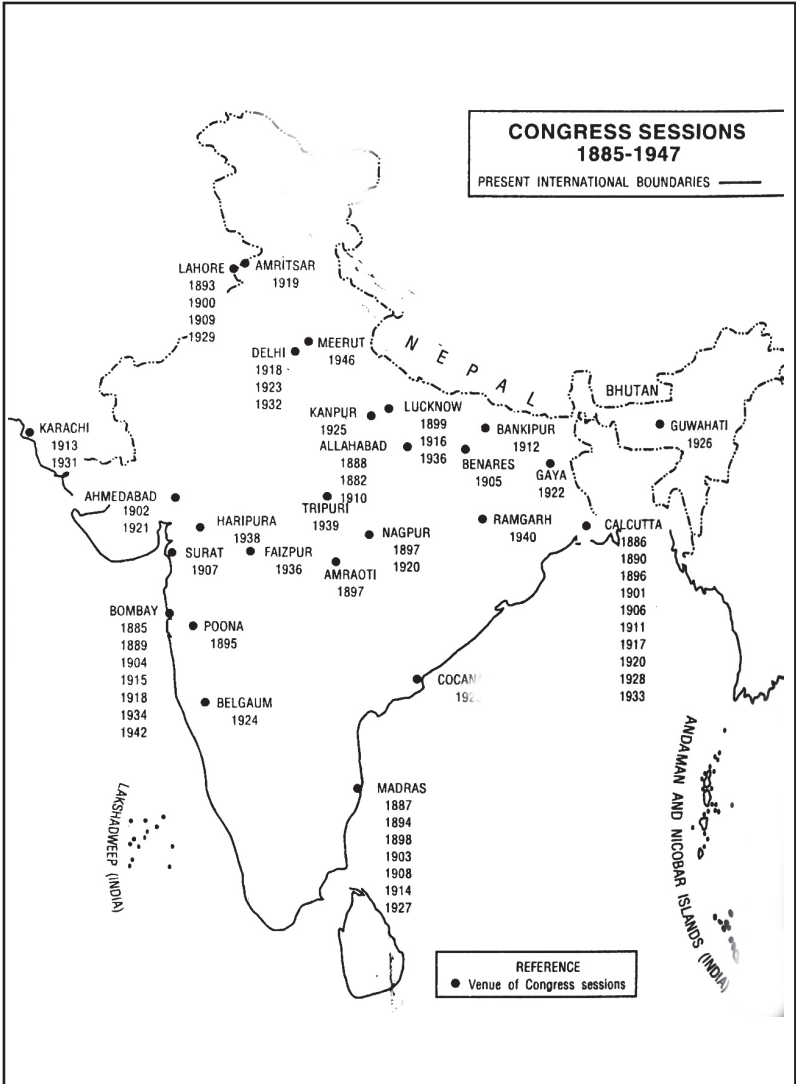 CONGRESS SESSIONS
1885-1947
PRESENT INTERNATIONAL BOUNDARIES
LAHORE
1893
1900
1909
1929
AMRITSAR
1919
MEERUT
1946
DELHI
1918
1923
1932
NEPAL
BHUTAN
KANPUR
1925
LUCKNOW
1899
1916
1936
BANKIPUR
1912
GUWAHATI
1926
KARACHI
1913
1931
ALLAHABAD
1888
1882
1910
BENARES
1905
GAYA
1922
AHMEDABAD
1902
1921
TRIPURI
1939
HARIPURA
1938
NAGPUR
1897
1920
RAMGARH
1940
CALCUTTA
1886
1890
1896
1901
1906
1911
1917
1920
1928
1933
SURAT
1907
FAIZPUR
1936
AMRAOTI
1897
BOMBAY
1885
1889
1904
1915
1918
1934
1942
POONA
1895
BELGAUM
1924
MADRAS
1887
1894
1898
1903
1908
1914
1927
LAKSHADWEEP (INDIA)
ANDAMAN AND NICOBAR ISLANDS (INDIA)
REFERENCE
Venue of Congress sessions